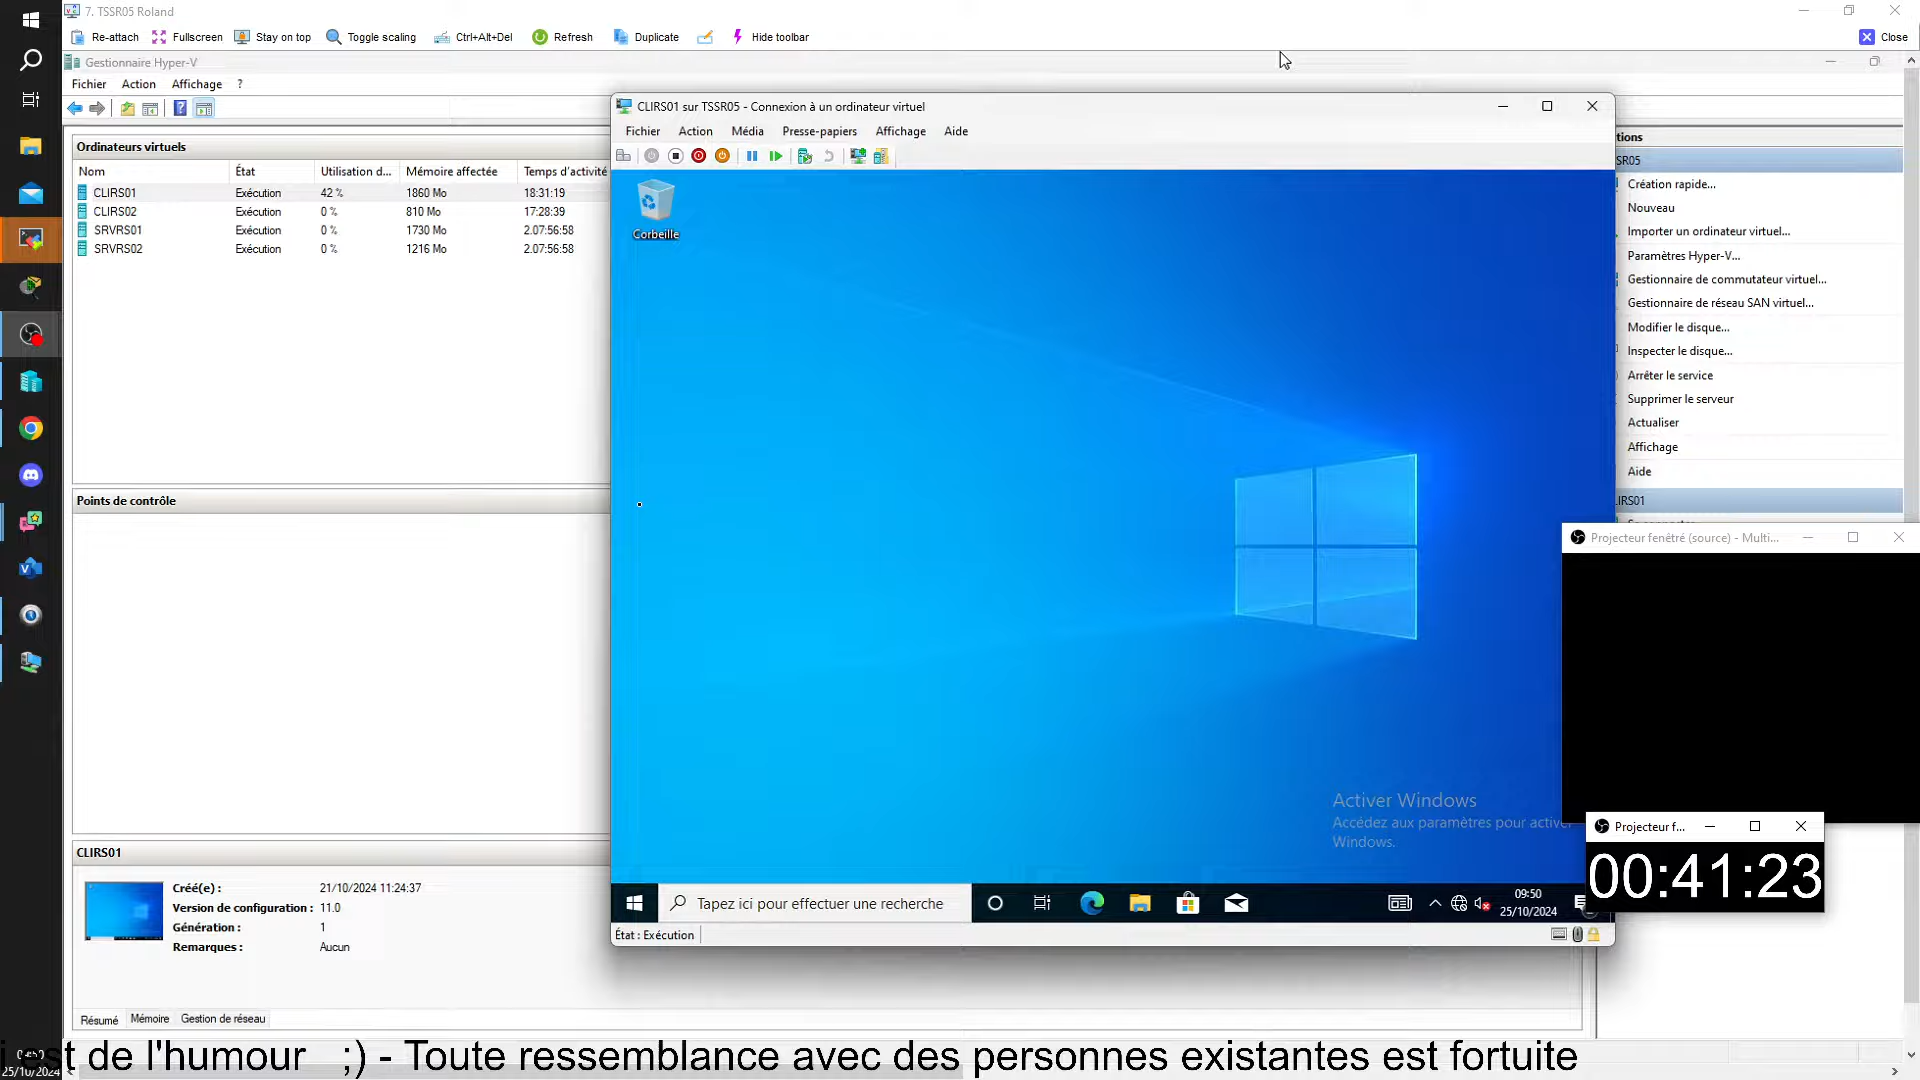 7. TSSR05 Roland
Re-attach Fullscreen Stay on top Toggle scaling Ctrl+Alt+Del Refresh Duplicate Hide toolbar Close
Gestionnaire Hyper-V
Fichier Action Affichage ?
Ordinateurs virtuels
Nom État Utilisation d... Mémoire affectée Temps d'activité
CLIRS01 Exécution 42 % 1860 Mo 18:31:19
CLIRS02 Exécution 0 % 810 Mo 17:28:39
SRVRS01 Exécution 0 % 1730 Mo 2.07:56:58
SRVRS02 Exécution 0 % 1216 Mo 2.07:56:58
Points de contrôle
CLIRS01
Créé(e) : 21/10/2024 11:24:37
Version de configuration : 11.0
Génération : 1
Remarques : Aucun
Résumé Mémoire Gestion de réseau
CLIRS01 sur TSSR05 - Connexion à un ordinateur virtuel
Fichier Action Média Presse-papiers Affichage Aide
Corbeille
Activer Windows
Accédez aux paramètres pour activer
Windows.
Tapez ici pour effectuer une recherche
09:50
25/10/2024
État : Exécution
tions
SR05
Création rapide...
Nouveau
Importer un ordinateur virtuel...
Paramètres Hyper-V...
Gestionnaire de commutateur virtuel...
Gestionnaire de réseau SAN virtuel...
Modifier le disque...
Inspecter le disque...
Arrêter le service
Supprimer le serveur
Actualiser
Affichage
Aide
LIRS01
Projecteur fenêtré (source) - Multi...
Projecteur f...
00:41:23
est de l'humour ;) - Toute ressemblance avec des personnes existantes est fortuite
25/10/2024